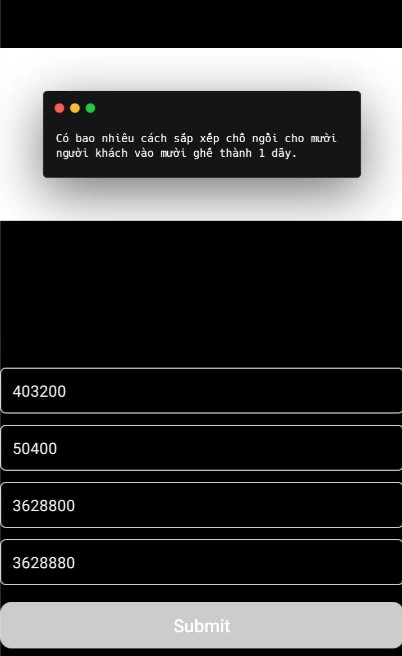 Có bao nhiêu cách sắp xếp chỗ ngồi cho mười
người khách vào mười ghế thành 1 dãy.
403200
50400
3628800
3628880
Submit